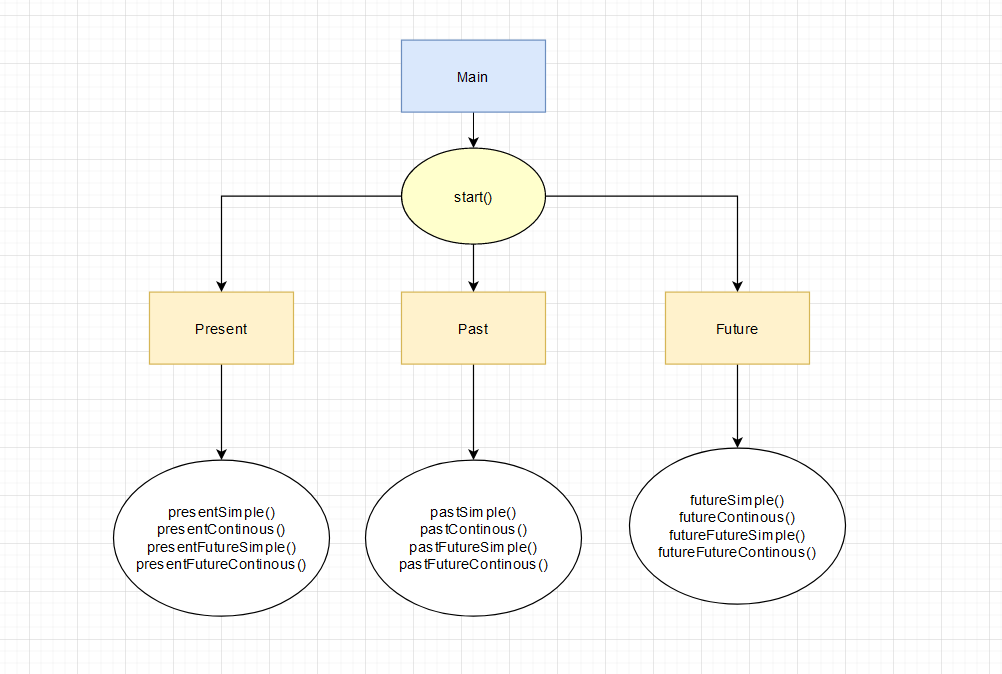 Main
start()
Present
Past
Future
presentSimple()
presentContinous()
presentFutureSimple()
presentFutureContinous()
pastSimple()
pastContinous()
pastFutureSimple()
pastFutureContinous()
futureSimple()
futureContinous()
futureFutureSimple()
futureFutureContinous()